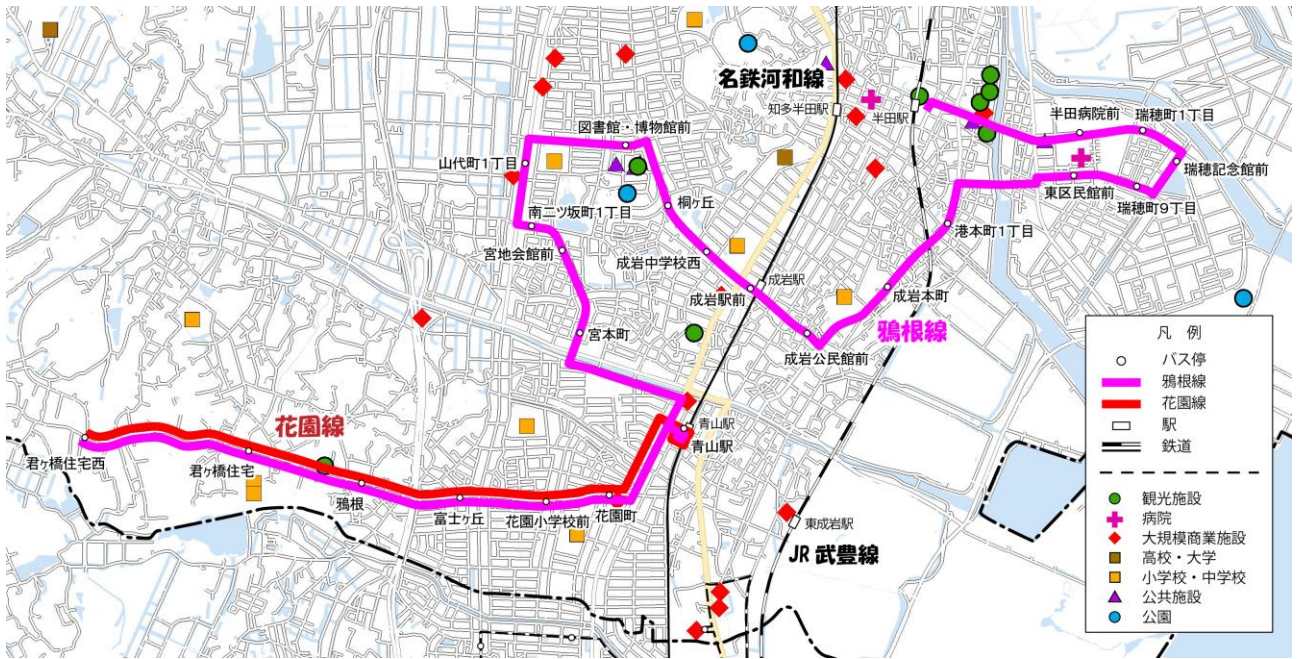 名鉄河和線
知多半田駅
半田駅
半田病院前
瑞穂町1丁目
図書館・博物館前
山代町1丁目
瑞穂記念館前
東区民館前
瑞穂町9丁目
桐ヶ丘
南二ツ坂町1丁目
港本町1丁目
宮地会館前
成岩中学校西
成岩駅
成岩駅前
成岩本町
宮本町
鴉根線
成岩公民館前
凡 例
バス停
鴉根線
花園線
駅
鉄道
観光施設
病院
大規模商業施設
高校・大学
小学校・中学校
公共施設
公園
花園線
青山駅
青山駅
君ヶ橋住宅西
君ヶ橋住宅
鴉根
富士ヶ丘
花園小学校前
花園町
東成岩駅
JR 武豊線